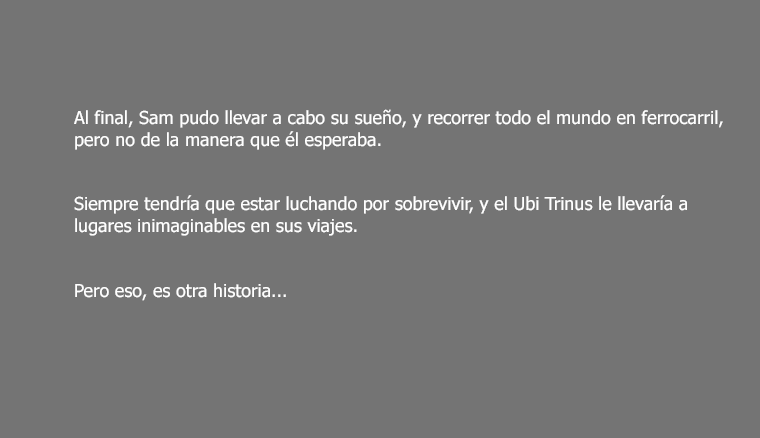 Al final, Sam pudo llevar a cabo su sueño, y recorrer todo el mundo en ferrocarril,
pero no de la manera que él esperaba.
Siempre tendría que estar luchando por sobrevivir, y el Ubi Trinus le llevaría a
lugares inimaginables en sus viajes.
Pero eso, es otra historia...